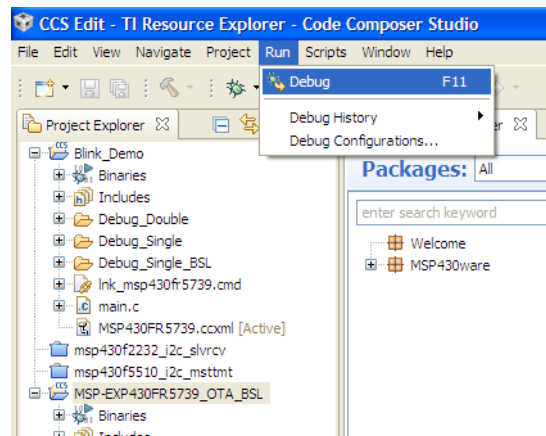 CCS Edit - TI Resource Explorer - Code Composer Studio
File Edit View Navigate Project Run Scripts Window Help
Debug F11
Debug History
Debug Configurations...
Project Explorer
er
Blink_Demo
Binaries
Includes
Debug_Double
Debug_Single
Debug_Single_BSL
lnk_msp430fr5739.cmd
main.c
MSP430FR5739.ccxml [Active]
msp430f2232_i2c_slvrcv
msp430f5510_i2c_msttmt
MSP-EXP430FR5739_OTA_BSL
Binaries
Packages: All
enter search keyword
Welcome
MSP430ware